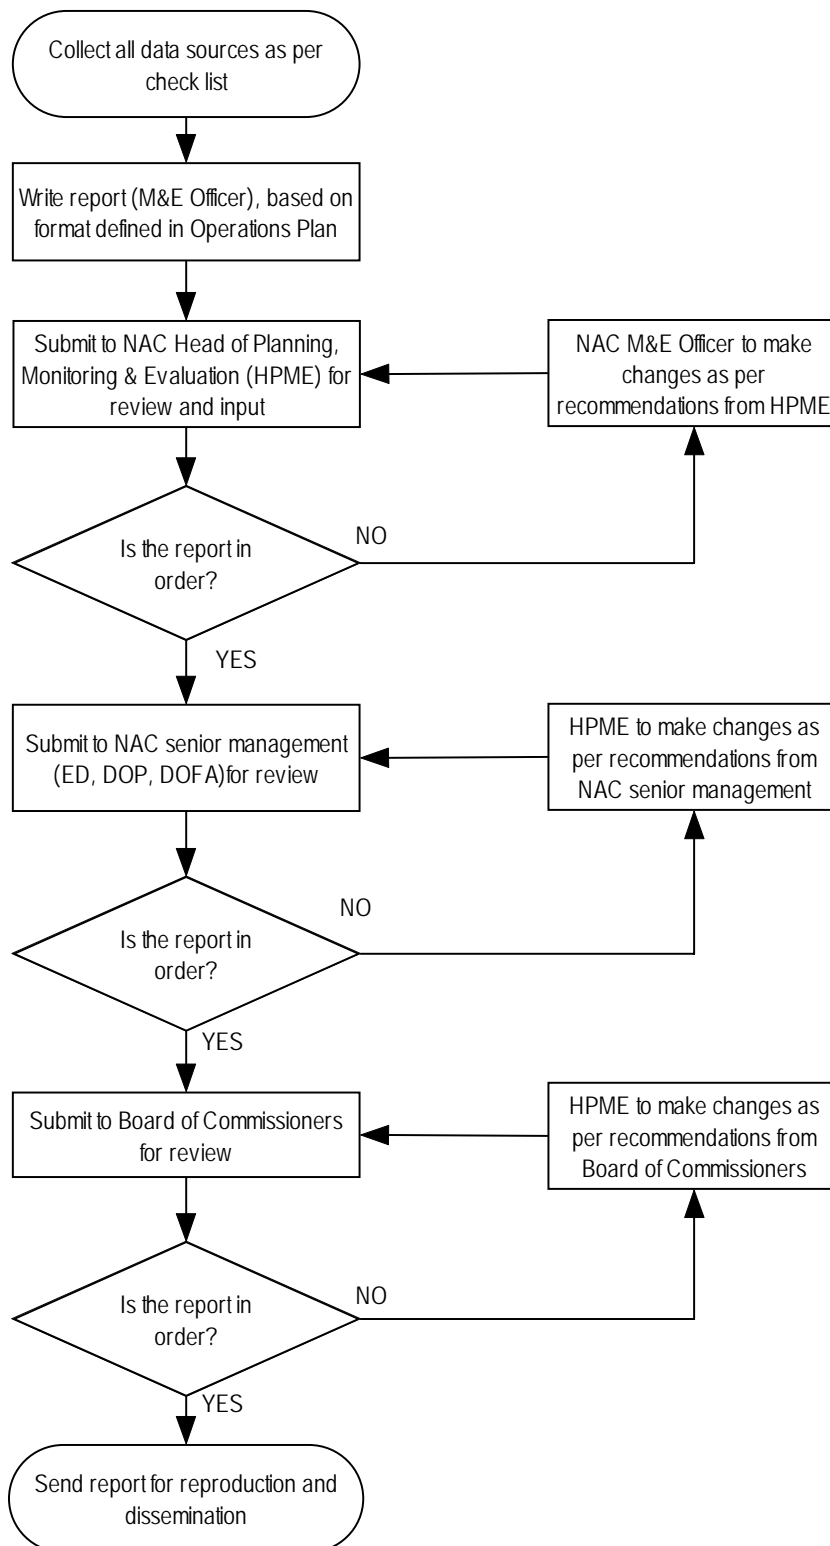 Collect all data sources as per
check list
Write report (M&E Officer), based on
format defined in Operations Plan
Submit to NAC Head of Planning,
Monitoring & Evaluation (HPME) for
review and input
NAC M&E Officer to make
changes as per
recommendations from HPME
Is the report in
order?
NO
YES
Submit to NAC senior management
(ED, DOP, DOFA)for review
HPME to make changes as
per recommendations from
NAC senior management
Is the report in
order?
NO
YES
Submit to Board of Commissioners
for review
HPME to make changes as
per recommendations from
Board of Commissioners
Is the report in
order?
NO
YES
Send report for reproduction and
dissemination